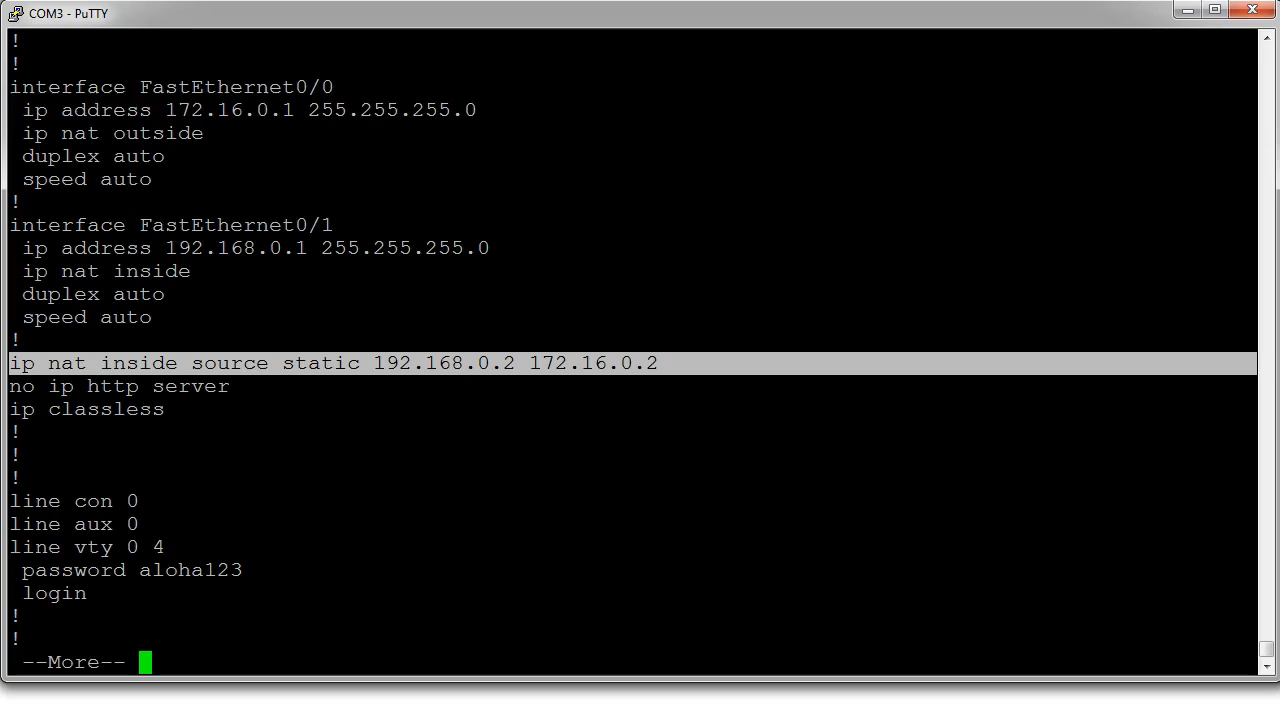 COM3 - PuTTY
!
!
interface FastEthernet0/0
 ip address 172.16.0.1 255.255.255.0
 ip nat outside
 duplex auto
 speed auto
!
interface FastEthernet0/1
 ip address 192.168.0.1 255.255.255.0
 ip nat inside
 duplex auto
 speed auto
!
ip nat inside source static 192.168.0.2 172.16.0.2
no ip http server
ip classless
!
!
!
line con 0
line aux 0
line vty 0 4
 password aloha123
 login
!
!
 --More--